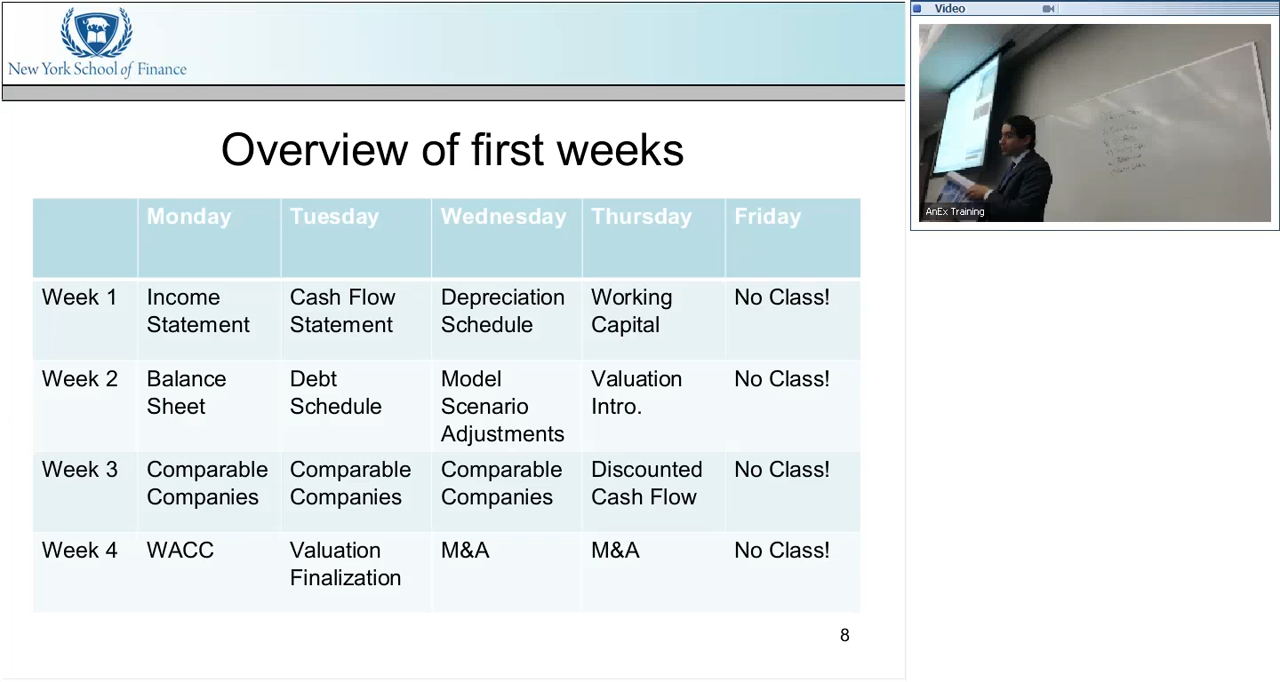 New York School of Finance
Overview of first weeks
Monday Tuesday Wednesday Thursday Friday
Week 1 Income Statement Cash Flow Statement Depreciation Schedule Working Capital No Class!
Week 2 Balance Sheet Debt Schedule Model Scenario Adjustments Valuation Intro. No Class!
Week 3 Comparable Companies Comparable Companies Comparable Companies Discounted Cash Flow No Class!
Week 4 WACC Valuation Finalization M&A M&A No Class!
8
Video
AnEx Training